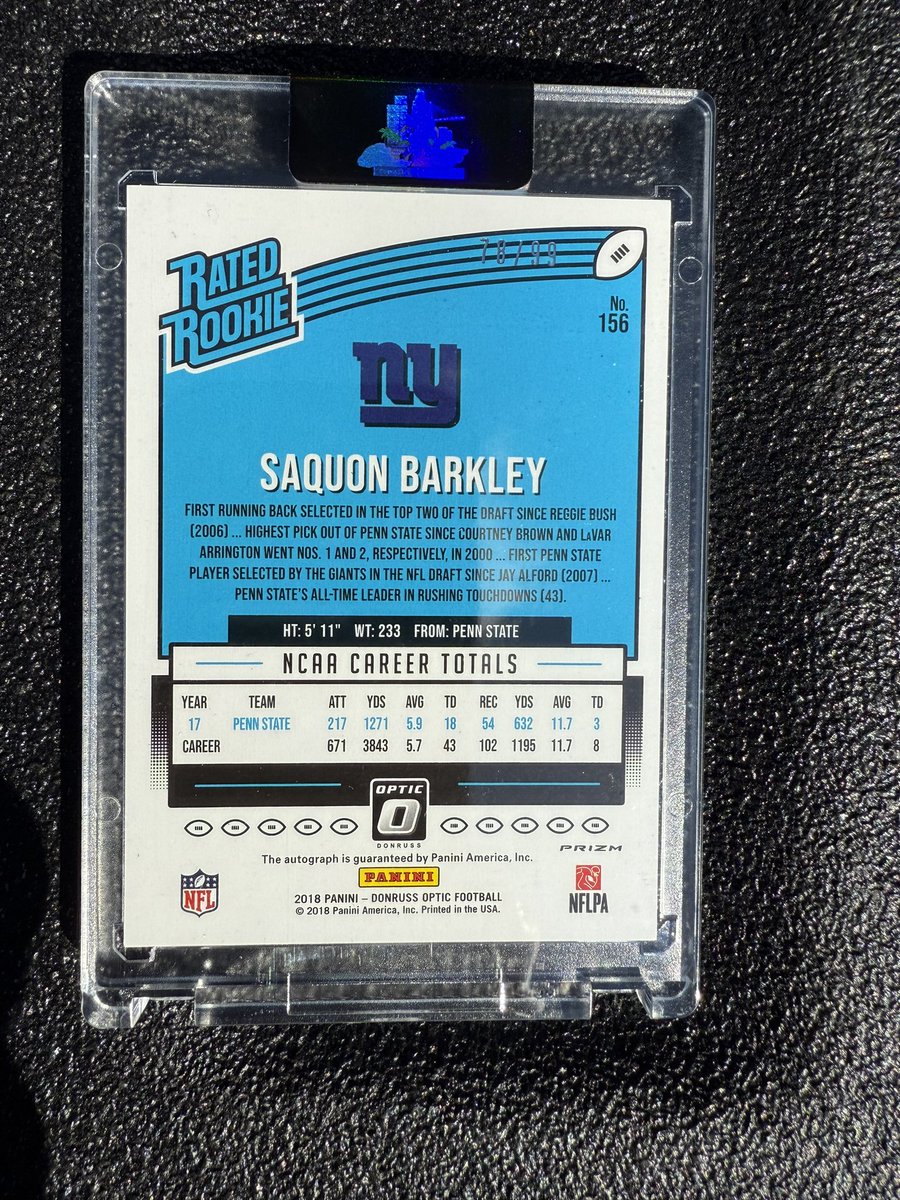 RATED
ROOKIE
78/99
No.
156
ny
SAQUON BARKLEY
FIRST RUNNING BACK SELECTED IN THE TOP TWO OF THE DRAFT SINCE REGGIE BUSH
(2006) ... HIGHEST PICK OUT OF PENN STATE SINCE COURTNEY BROWN AND LAVAR
ARRINGTON WENT NOS. 1 AND 2, RESPECTIVELY, IN 2000 ... FIRST PENN STATE
PLAYER SELECTED BY THE GIANTS IN THE NFL DRAFT SINCE JAY ALFORD (2007) ...
PENN STATE'S ALL-TIME LEADER IN RUSHING TOUCHDOWNS (43).
HT: 5' 11" WT: 233 FROM: PENN STATE
NCAA CAREER TOTALS
YEAR TEAM ATT YDS AVG TD REC YDS AVG TD
17 PENN STATE 217 1271 5.9 18 54 632 11.7 3
CAREER 671 3843 5.7 43 102 1195 11.7 8
OPTIC
O
DONRUSS
PRIZM
The autograph is guaranteed by Panini America, Inc.
PANINI
NFL
2018 PANINI – DONRUSS OPTIC FOOTBALL
© 2018 Panini America, Inc. Printed in the USA.
NFLPA